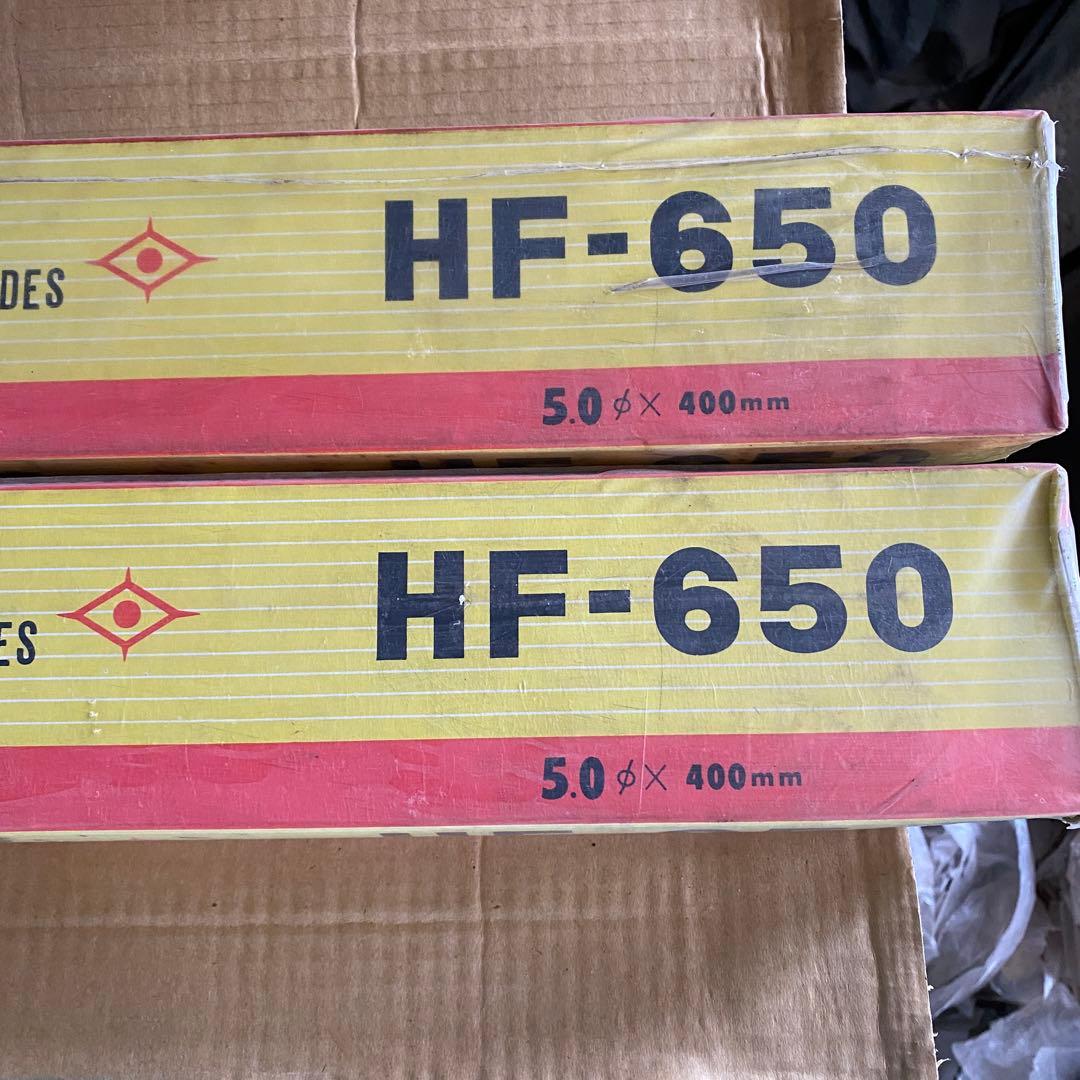 DES
HF-650
5.0 φ × 400mm
ES
HF-650
5.0 φ × 400mm